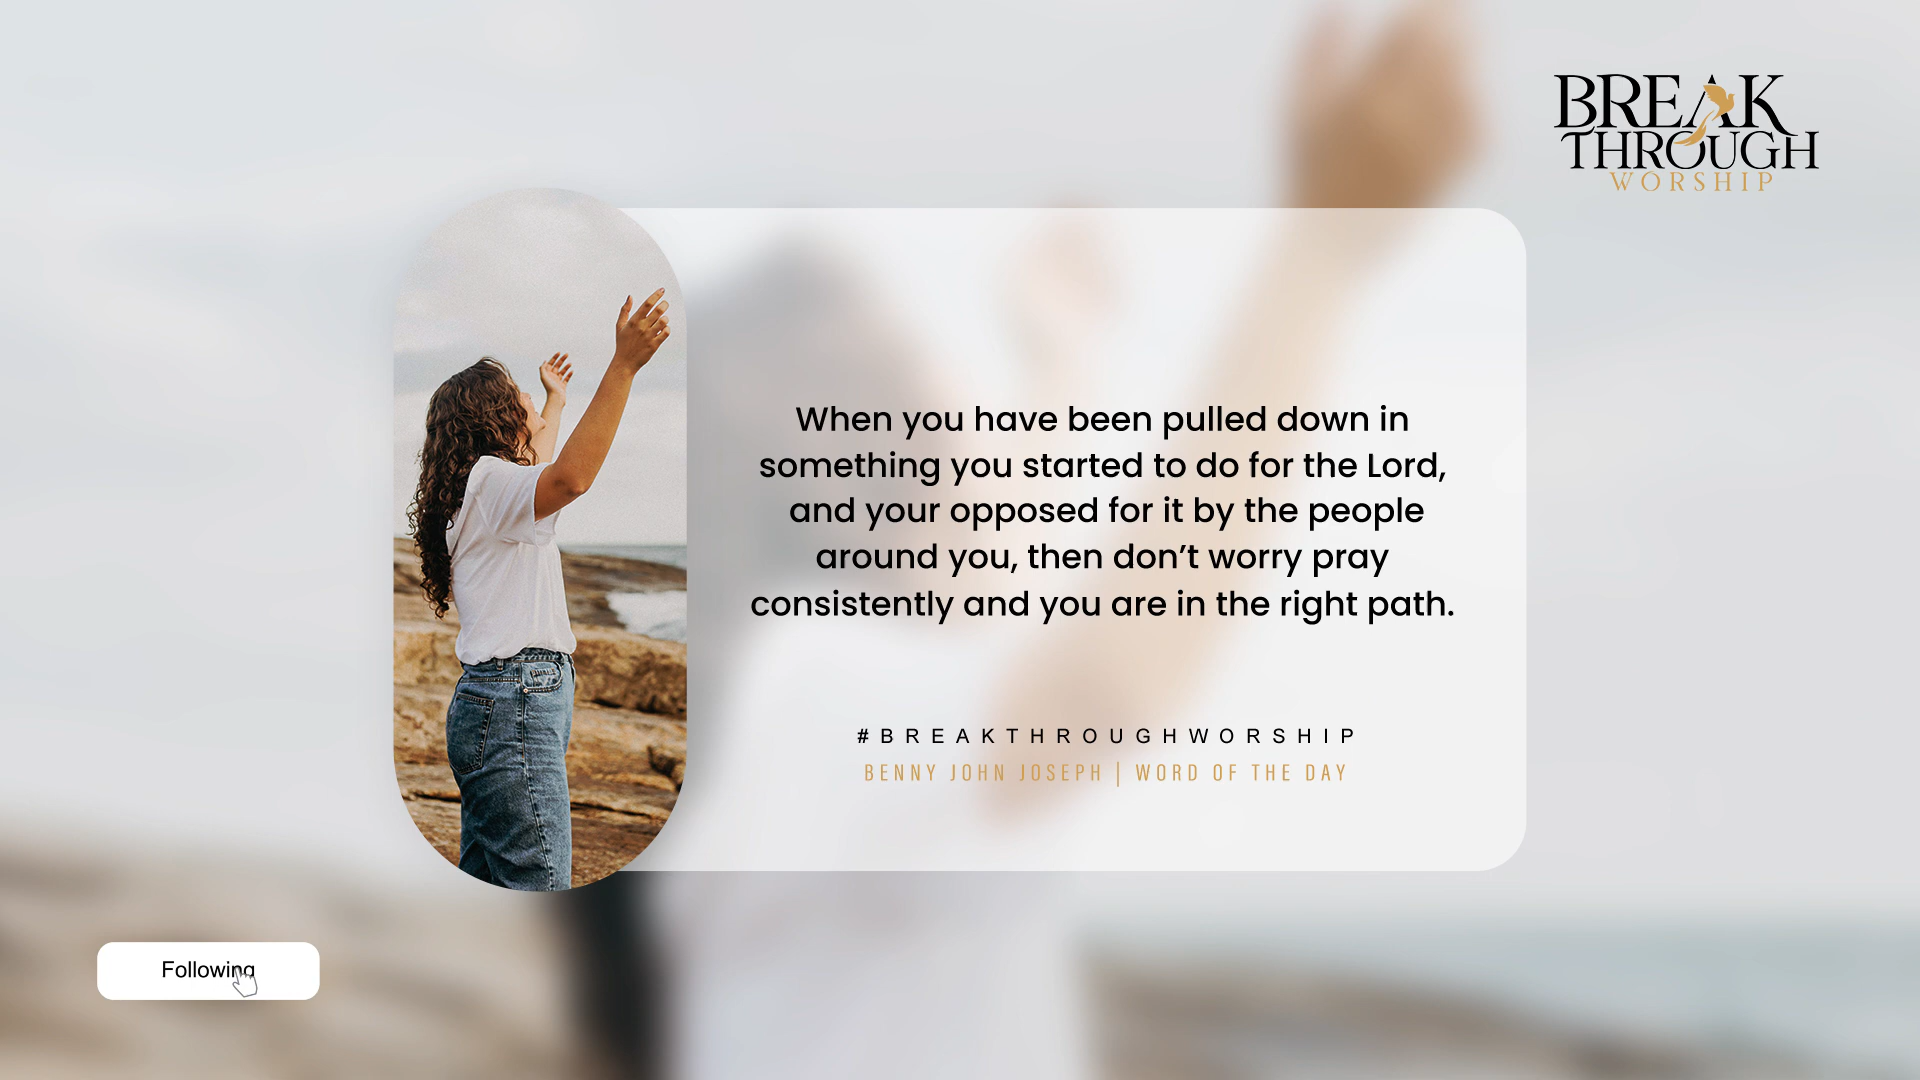 BREAK
THROUGH
WORSHIP
When you have been pulled down in
something you started to do for the Lord,
and your opposed for it by the people
around you, then don’t worry pray
consistently and you are in the right path.
#BREAKTHROUGHWORSHIP
BENNY JOHN JOSEPH | WORD OF THE DAY
Following